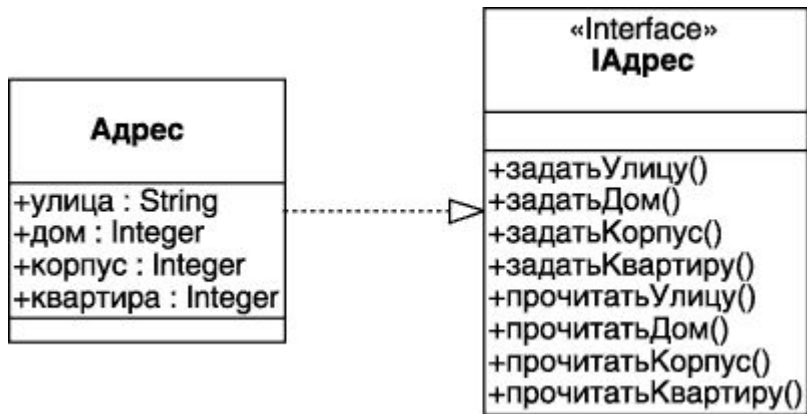 Адрес
+улица : String
+дом : Integer
+корпус : Integer
+квартира : Integer
«Interface»
IАдрес
+задатьУлицу()
+задатьДом()
+задатьКорпус()
+задатьКвартиру()
+прочитатьУлицу()
+прочитатьДом()
+прочитатьКорпус()
+прочитатьКвартиру()